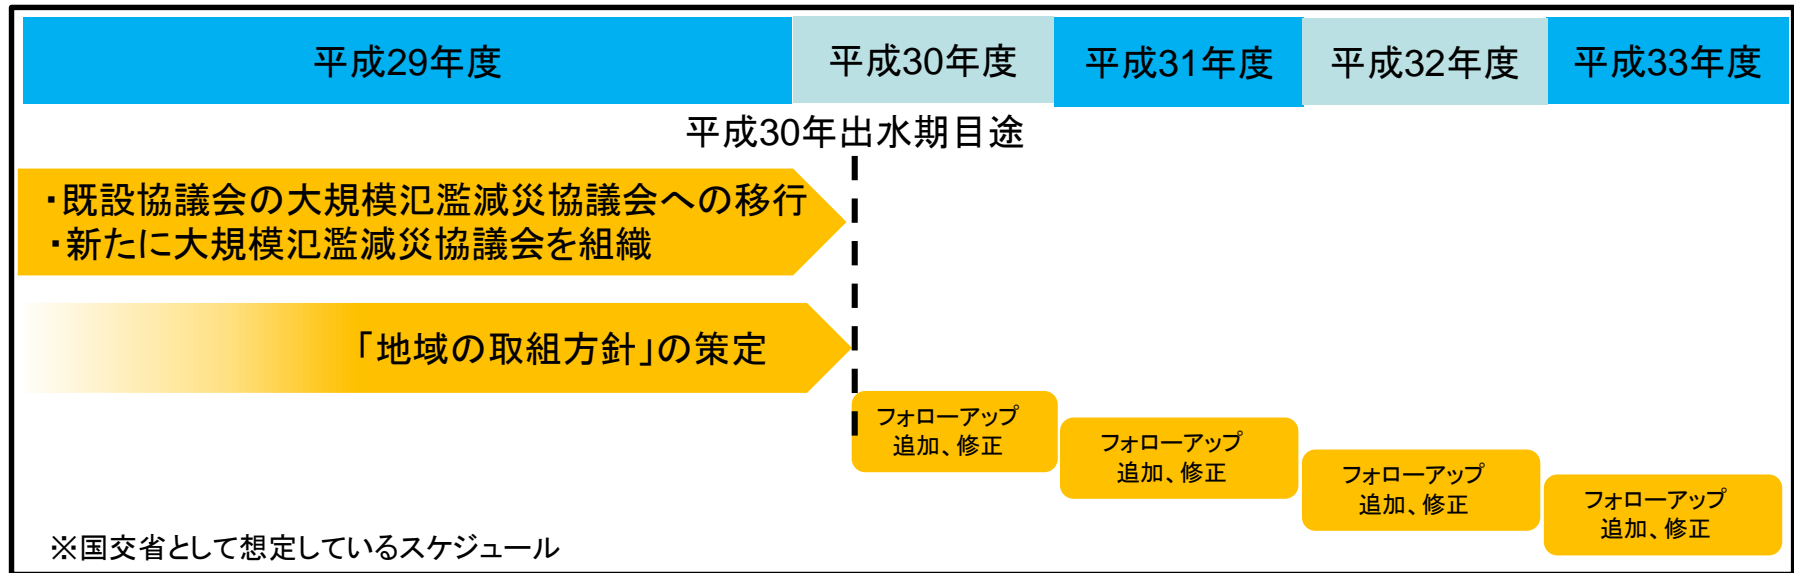 平成29年度
平成30年度
平成31年度
平成32年度
平成33年度
平成30年出水期目途
・既設協議会の大規模氾濫減災協議会への移行
・新たに大規模氾濫減災協議会を組織
「地域の取組方針」の策定
フォローアップ
追加、修正
フォローアップ
追加、修正
フォローアップ
追加、修正
フォローアップ
追加、修正
※国交省として想定しているスケジュール